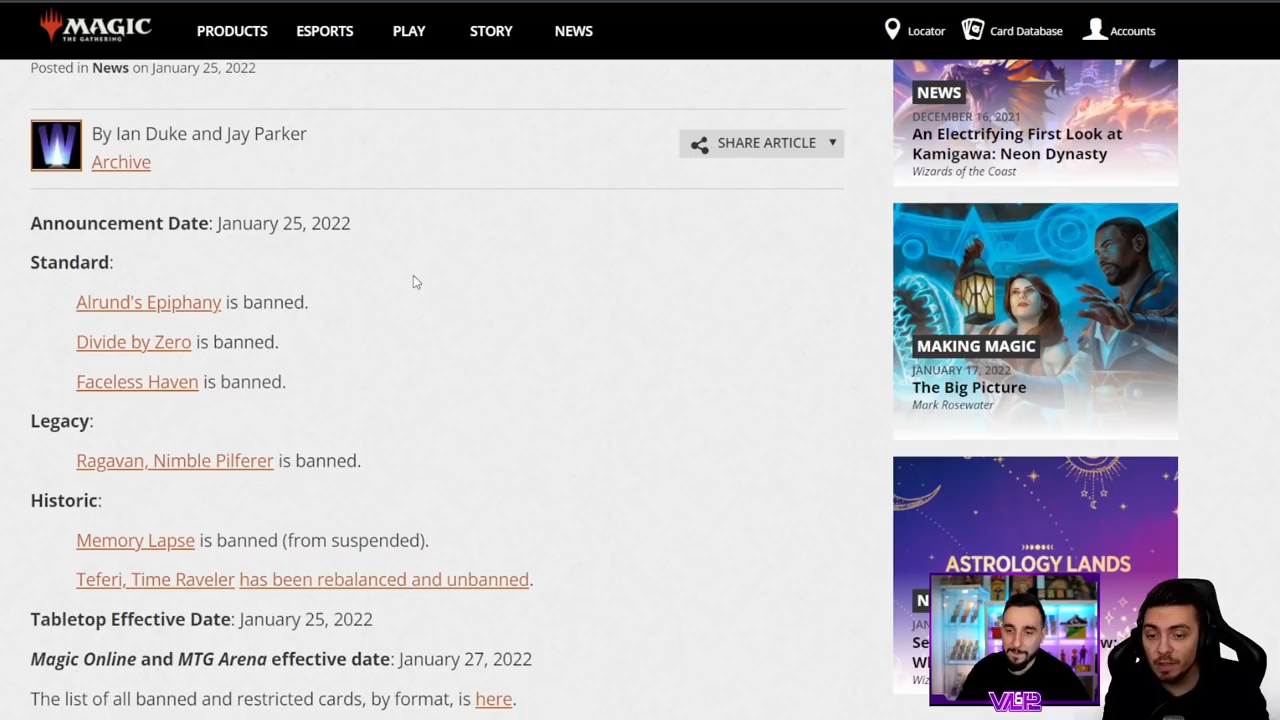 MAGIC
THE GATHERING
PRODUCTS
ESPORTS
PLAY
STORY
NEWS
Locator
Card Database
Accounts
Posted in News on January 25, 2022
By Ian Duke and Jay Parker
Archive
SHARE ARTICLE
Announcement Date: January 25, 2022
Standard:
Alrund's Epiphany is banned.
Divide by Zero is banned.
Faceless Haven is banned.
Legacy:
Ragavan, Nimble Pilferer is banned.
Historic:
Memory Lapse is banned (from suspended).
Teferi, Time Raveler has been rebalanced and unbanned.
Tabletop Effective Date: January 25, 2022
Magic Online and MTG Arena effective date: January 27, 2022
The list of all banned and restricted cards, by format, is here.
NEWS
DECEMBER 16, 2021
An Electrifying First Look at
Kamigawa: Neon Dynasty
Wizards of the Coast
MAKING MAGIC
JANUARY 17, 2022
The Big Picture
Mark Rosewater
ASTROLOGY LANDS